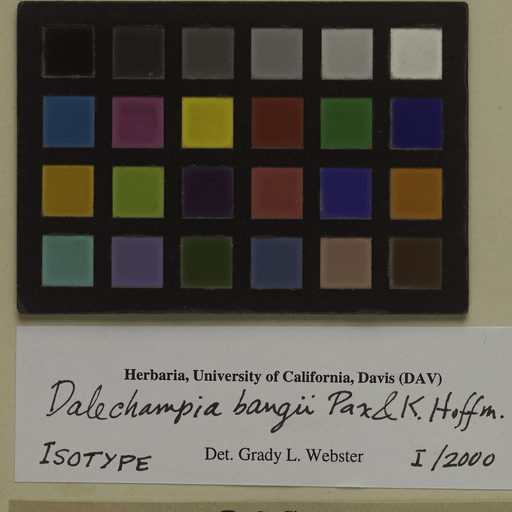 Herbaria, University of California, Davis (DAV)
Dalechampia bangii Pax & K. Hoffm.
ISOTYPE Det. Grady L. Webster I/2000